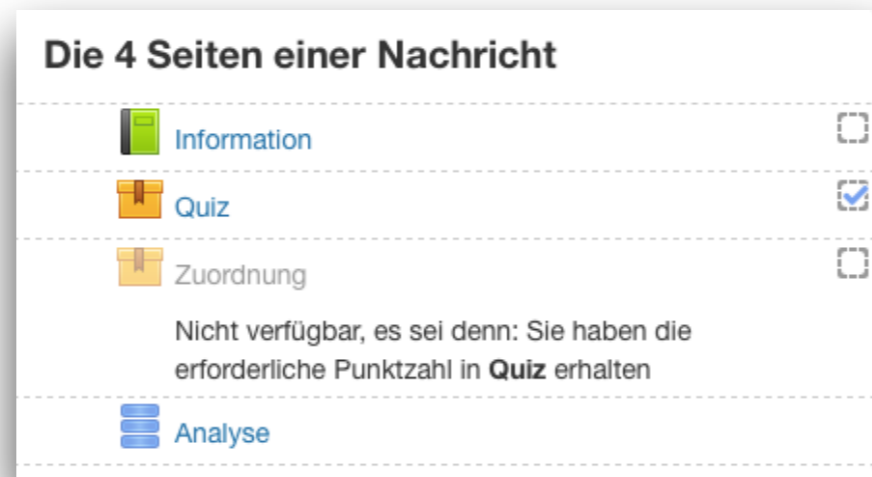 Die 4 Seiten einer Nachricht
Information
Quiz
Zuordnung
Nicht verfügbar, es sei denn: Sie haben die
erforderliche Punktzahl in Quiz erhalten
Analyse